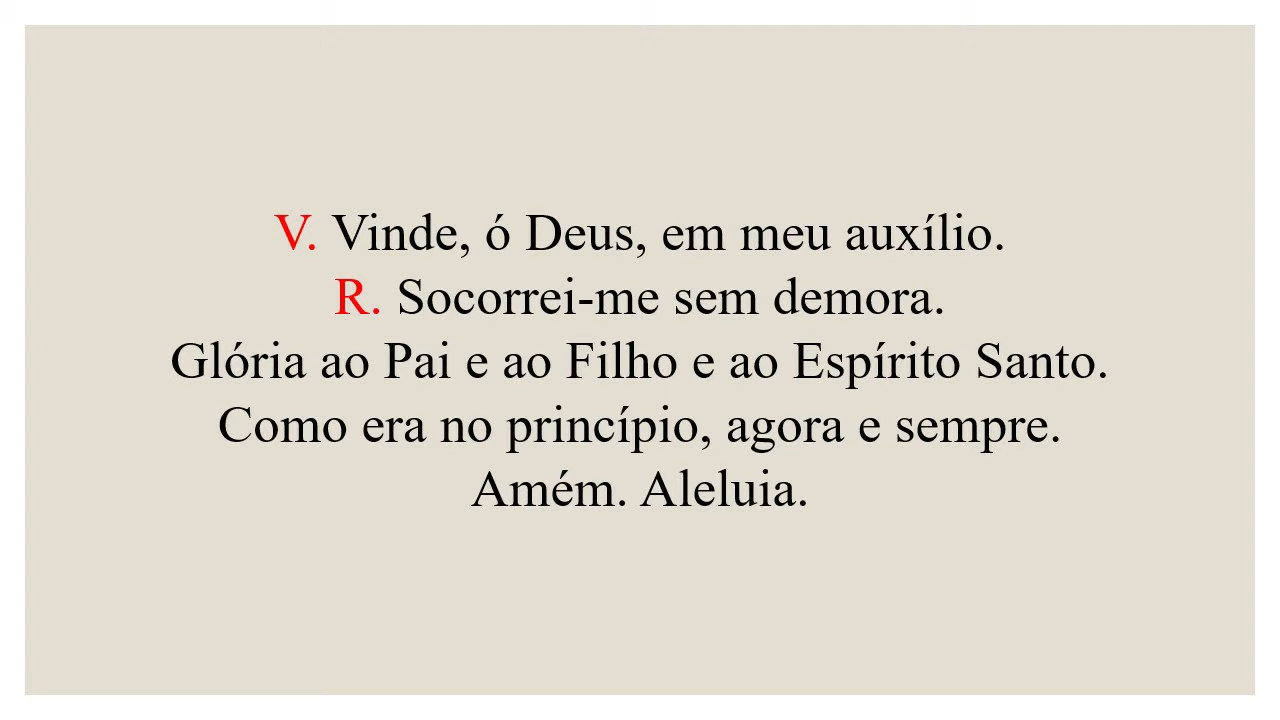 V. Vinde, ó Deus, em meu auxílio.
R. Socorrei-me sem demora.
Glória ao Pai e ao Filho e ao Espírito Santo.
Como era no princípio, agora e sempre.
Amém. Aleluia.